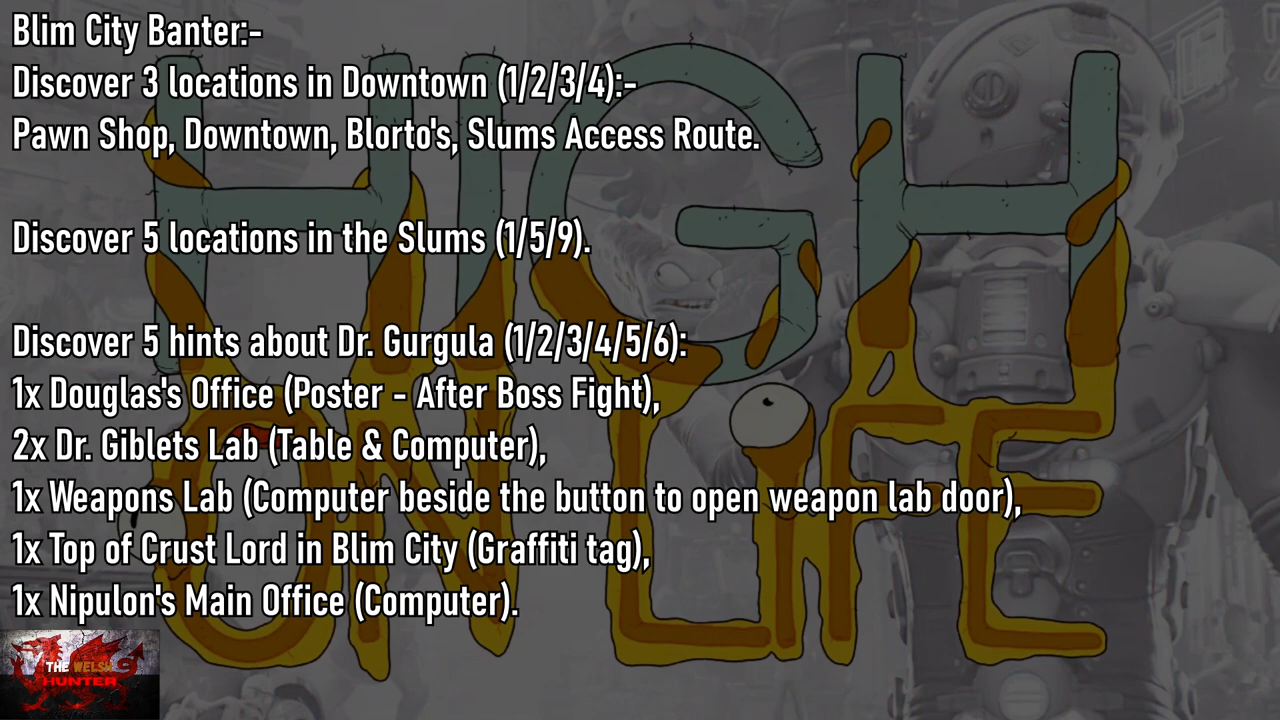 Blim City Banter:-
Discover 3 locations in Downtown (1/2/3/4):-
Pawn Shop, Downtown, Blorto's, Slums Access Route.
Discover 5 locations in the Slums (1/5/9).
Discover 5 hints about Dr. Gurgula (1/2/3/4/5/6):
1x Douglas's Office (Poster - After Boss Fight),
2x Dr. Giblets Lab (Table & Computer),
1x Weapons Lab (Computer beside the button to open weapon lab door),
1x Top of Crust Lord in Blim City (Graffiti tag),
1x Nipulon's Main Office (Computer).
HIGH
ON LIFE
THE WELSH
HUNTER